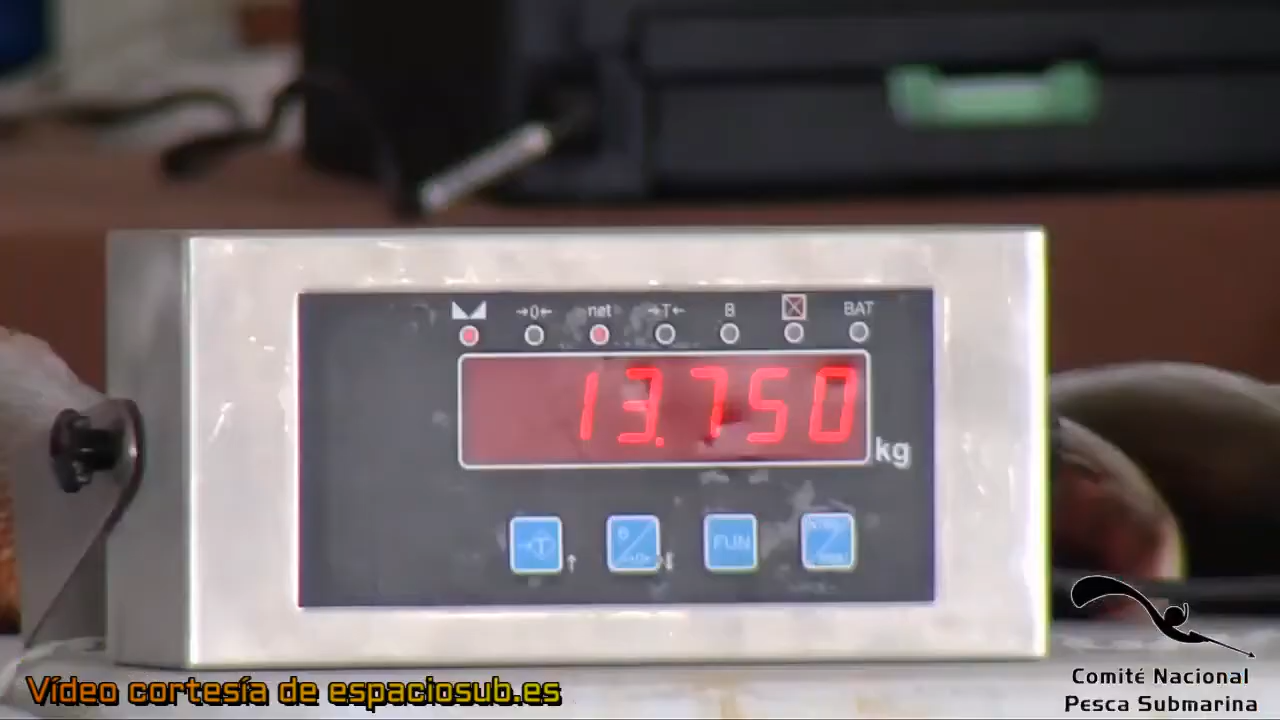 →0← net →T← B BAT
13.750
kg
FUN
Vídeo cortesía de espaciosub.es
Comité Nacional
Pesca Submarina